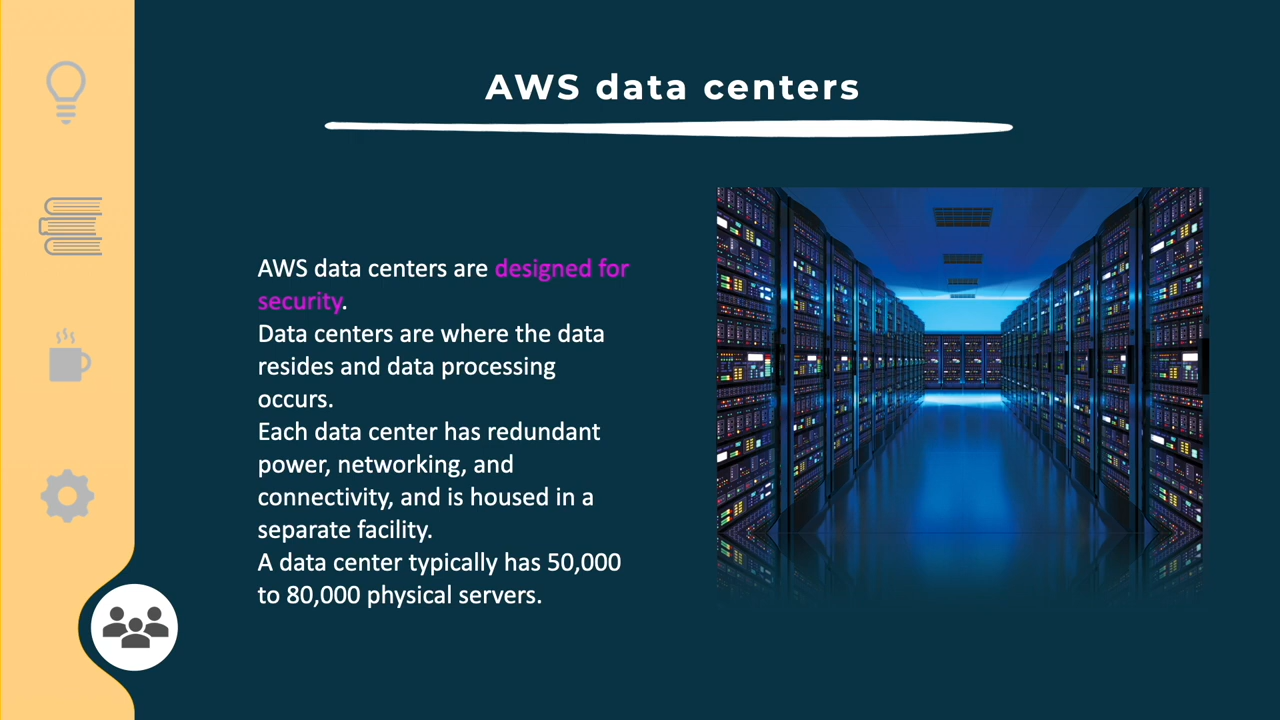 AWS data centers
AWS data centers are designed for
security.
Data centers are where the data
resides and data processing
occurs.
Each data center has redundant
power, networking, and
connectivity, and is housed in a
separate facility.
A data center typically has 50,000
to 80,000 physical servers.